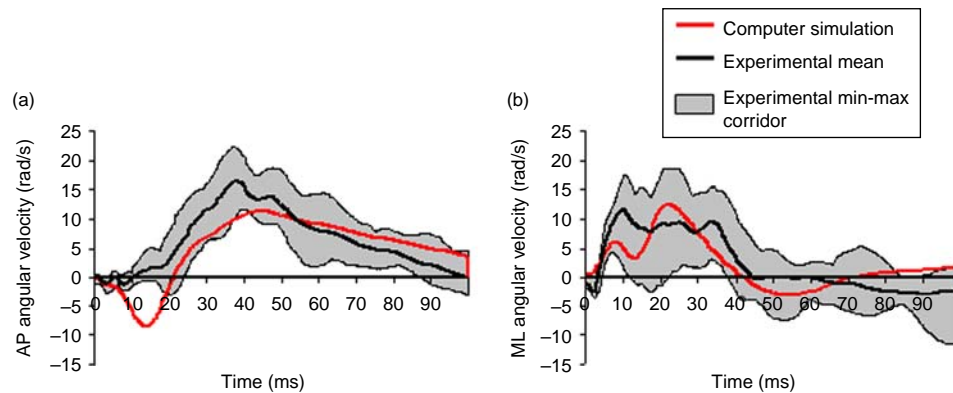 Computer simulation
Experimental mean
Experimental min-max
corridor
(a)
AP angular velocity (rad/s)
25
20
15
10
5
0
–5
–10
–15
0 10 20 30 40 50 60 70 80 90
Time (ms)
(b)
ML angular velocity (rad/s)
25
20
15
10
5
0
–5
–10
–15
0 10 20 30 40 50 60 70 80 90
Time (ms)